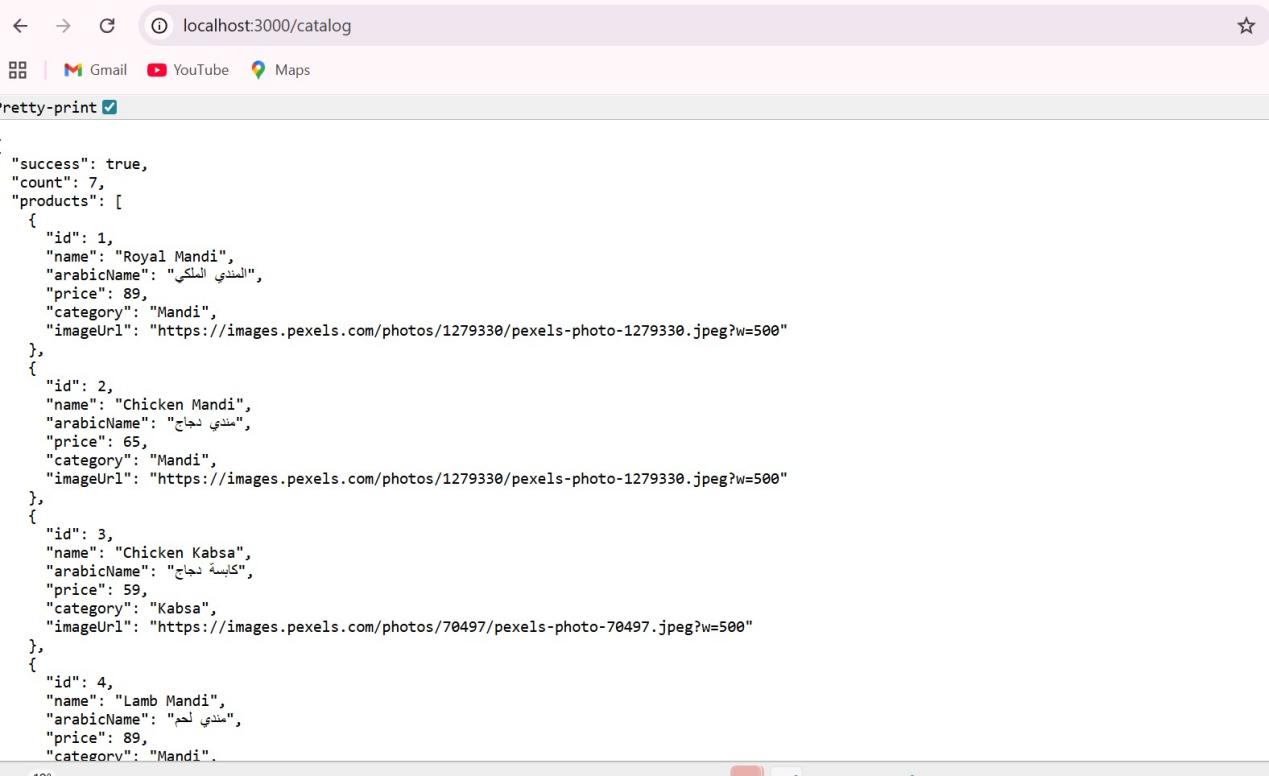 localhost:3000/catalog
Gmail YouTube Maps
Pretty-print
"success": true,
"count": 7,
"products": [
{
"id": 1,
"name": "Royal Mandi",
"arabicName": "المندي الملكي",
"price": 89,
"category": "Mandi",
"imageUrl": "https://images.pexels.com/photos/1279330/pexels-photo-1279330.jpeg?w=500"
},
{
"id": 2,
"name": "Chicken Mandi",
"arabicName": "مندي دجاج",
"price": 65,
"category": "Mandi",
"imageUrl": "https://images.pexels.com/photos/1279330/pexels-photo-1279330.jpeg?w=500"
},
{
"id": 3,
"name": "Chicken Kabsa",
"arabicName": "كابسة دجاج",
"price": 59,
"category": "Kabsa",
"imageUrl": "https://images.pexels.com/photos/70497/pexels-photo-70497.jpeg?w=500"
},
{
"id": 4,
"name": "Lamb Mandi",
"arabicName": "مندي لحم",
"price": 89,
"category": "Mandi",